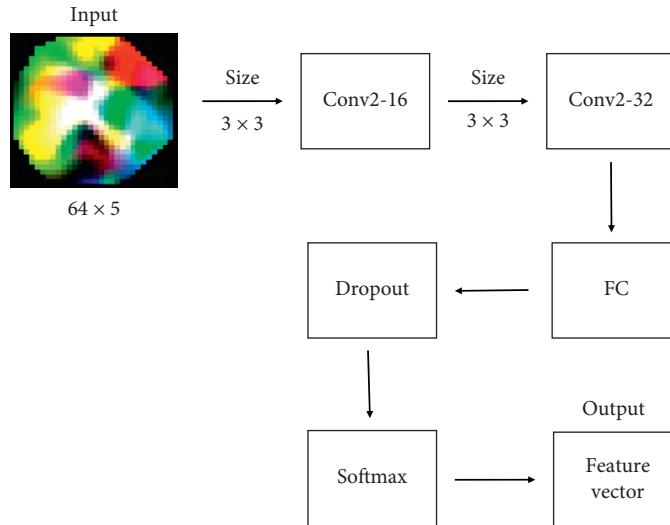 Input
64 × 5
Size
3 × 3
Conv2-16
Size
3 × 3
Conv2-32
FC
Dropout
Softmax
Output
Feature
vector